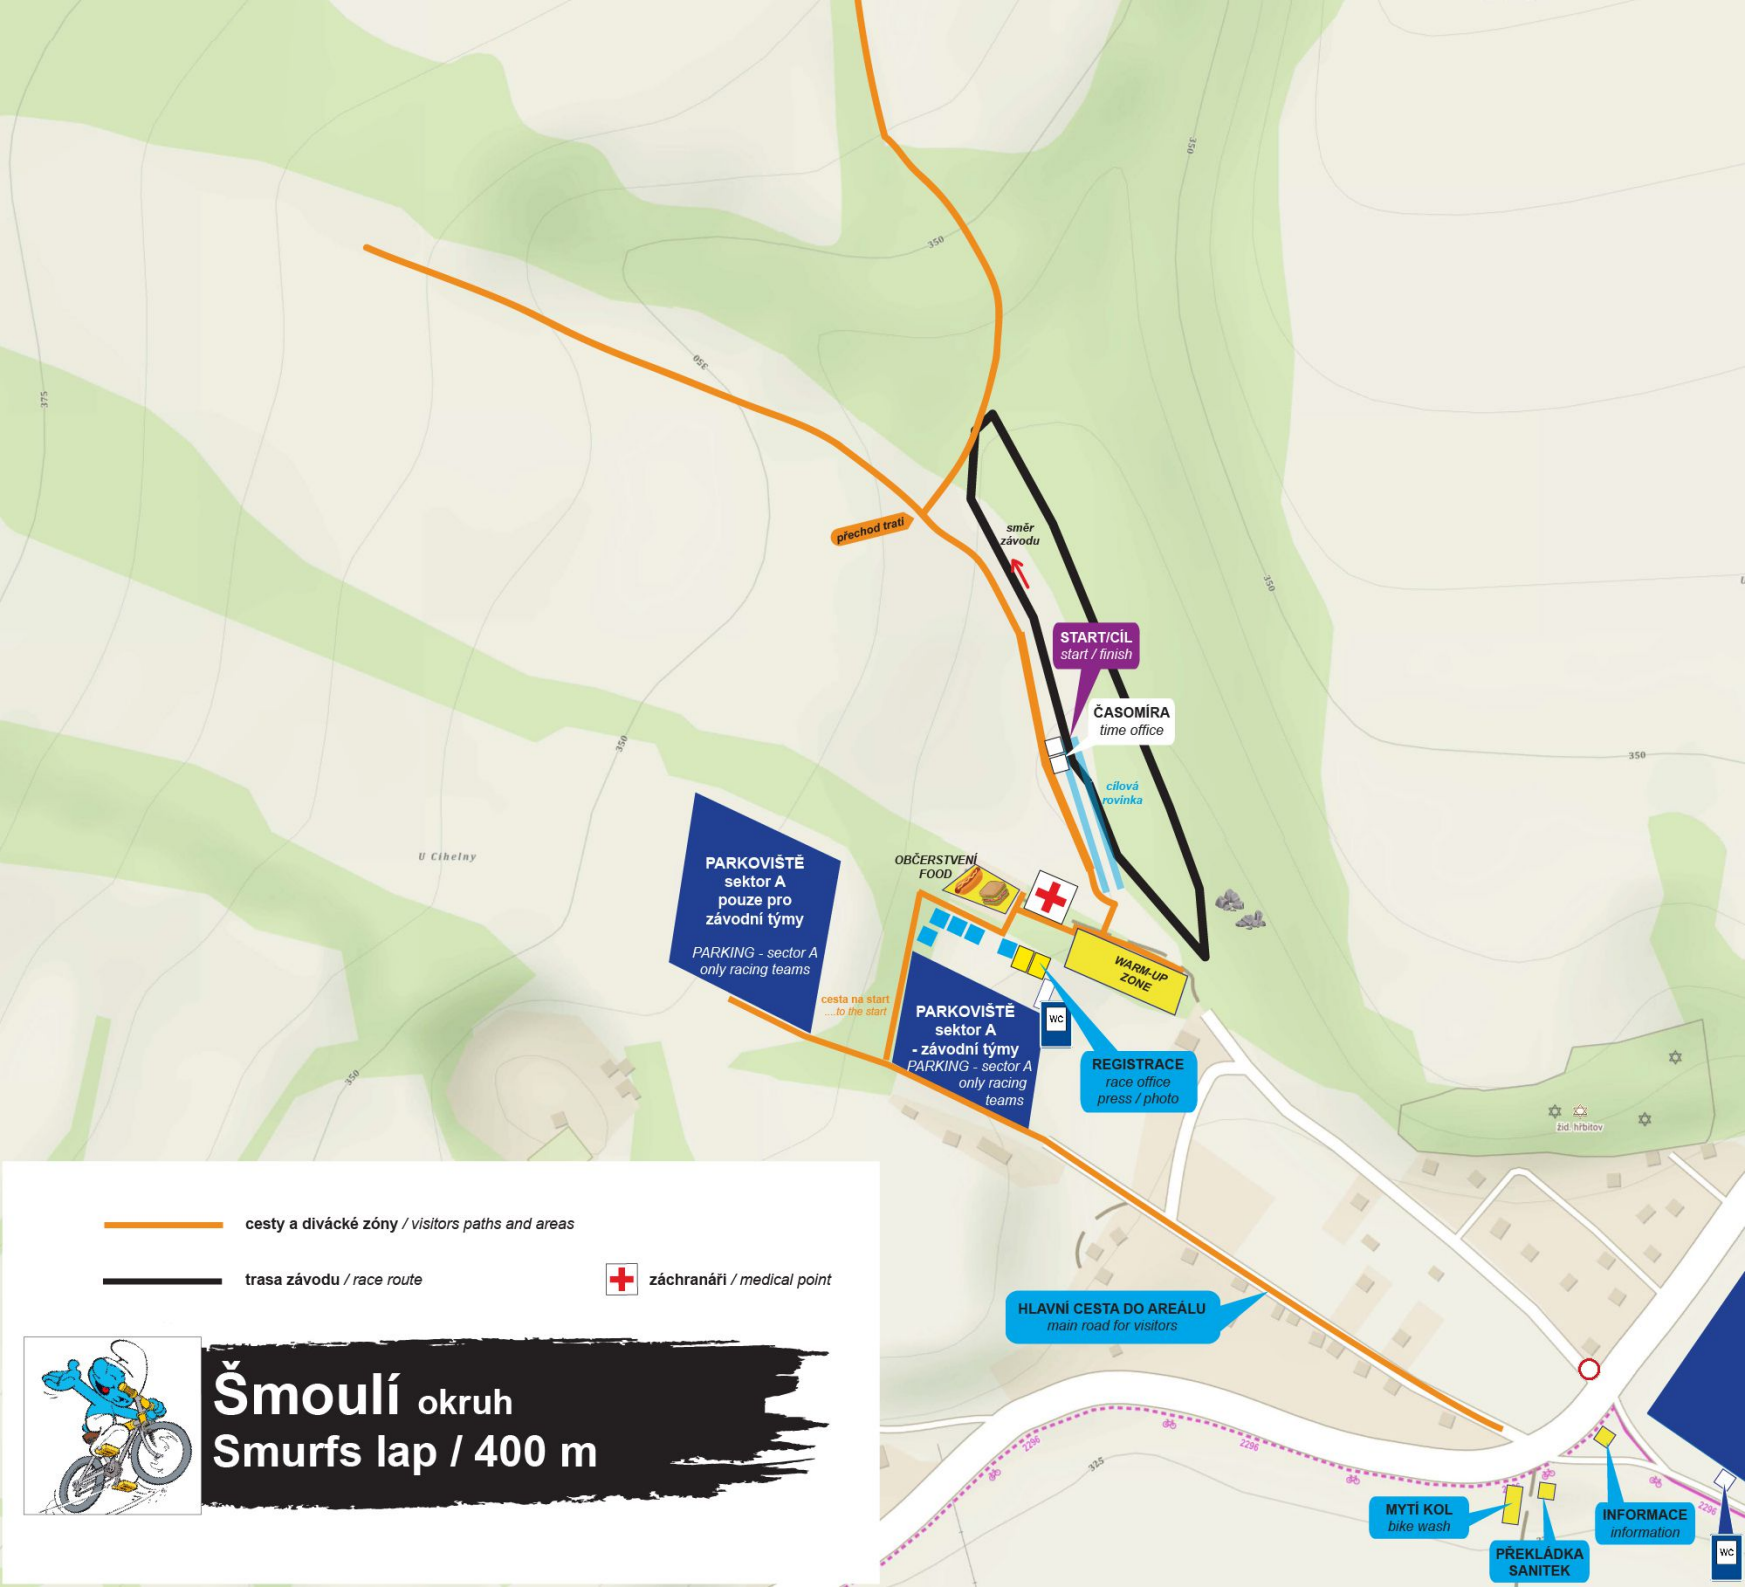 350
350
375
350
přechod tratí
směr
závodu
350
START/CÍL
start / finish
ČASOMÍRA
time office
350
350
cílová
rovinka
U Cihelny
PARKOVIŠTĚ
sektor A
pouze pro
závodní týmy
PARKING - sector A
only racing teams
OBČERSTVENÍ
FOOD
WARM-UP
ZONE
cesta na start
....to the start
PARKOVIŠTĚ
sektor A
- závodní týmy
PARKING - sector A
only racing
teams
WC
REGISTRACE
race office
press / photo
350
žid. hřbitov
cesty a divácké zóny / visitors paths and areas
trasa závodu / race route
záchranáři / medical point
HLAVNÍ CESTA DO AREÁLU
main road for visitors
Šmoulí okruh
Smurfs lap / 400 m
2296
2296
325
2296
MYTÍ KOL
bike wash
INFORMACE
information
PŘEKLÁDKA
SANITEK
WC